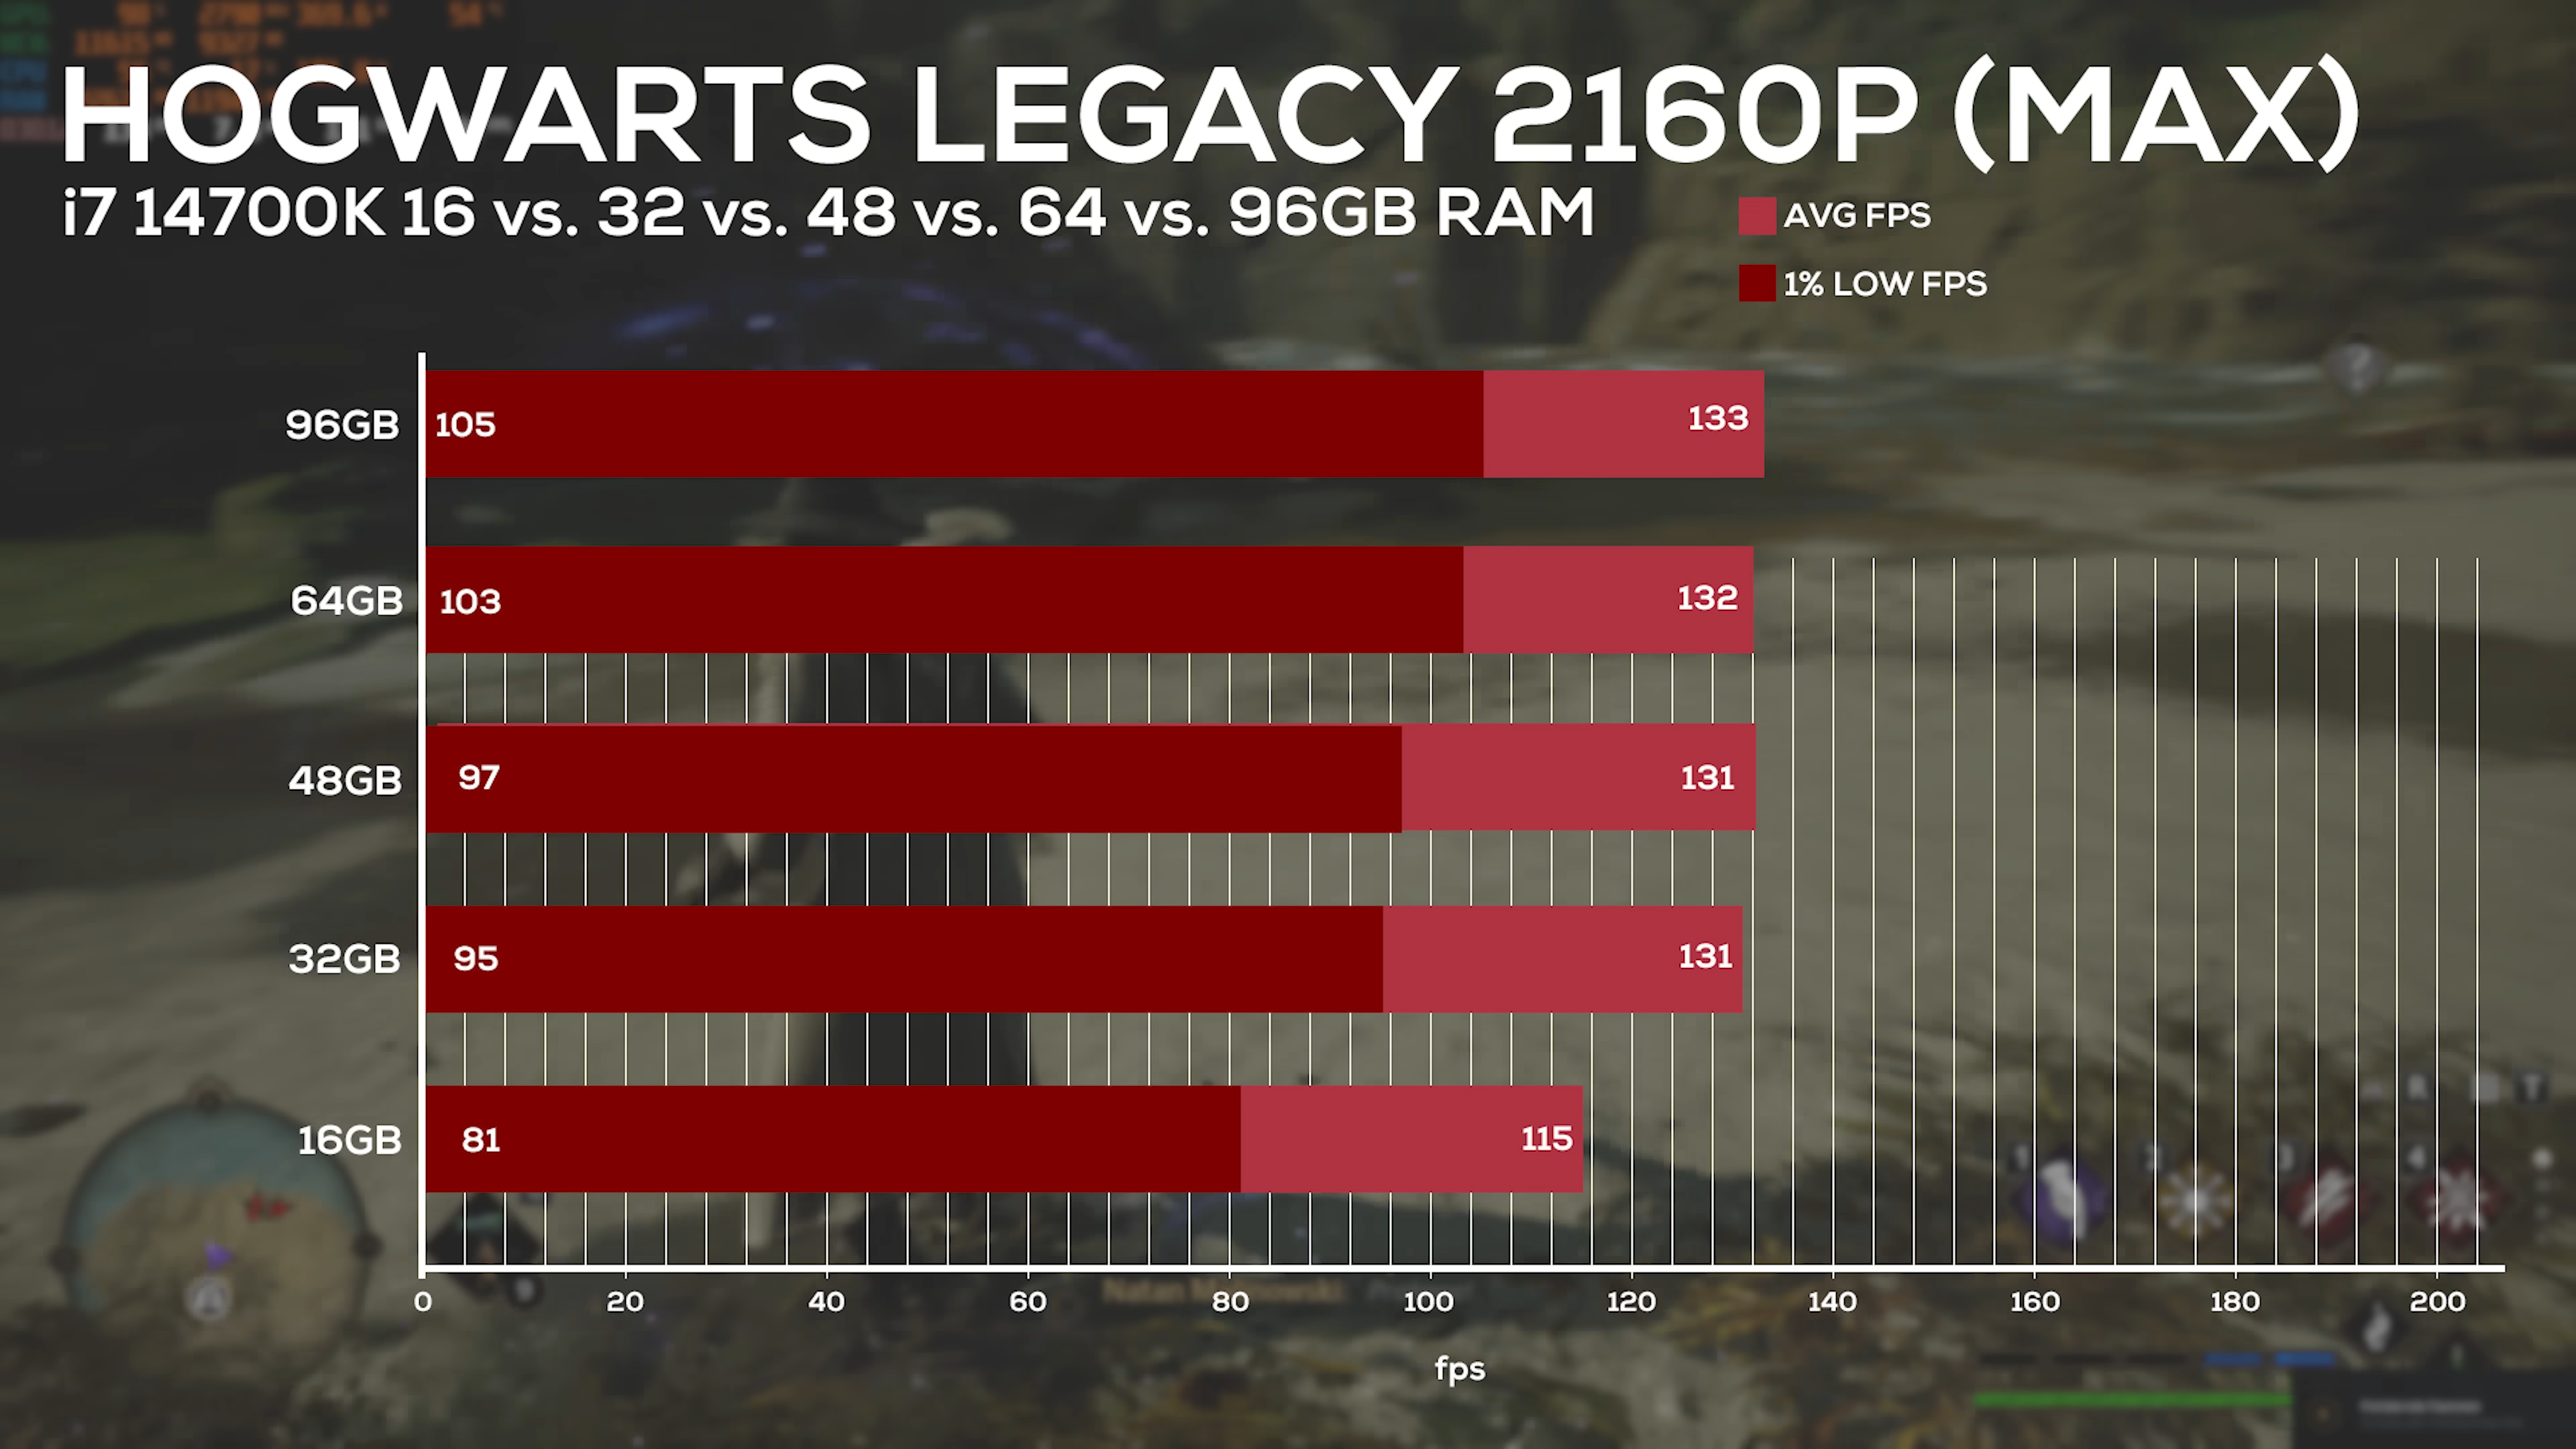 HOGWARTS LEGACY 2160P (MAX)
i7 14700K 16 vs. 32 vs. 48 vs. 64 vs. 96GB RAM
AVG FPS
1% LOW FPS
96GB 105 133
64GB 103 132
48GB 97 131
32GB 95 131
16GB 81 115
0 20 40 60 80 100 120 140 160 180 200
fps